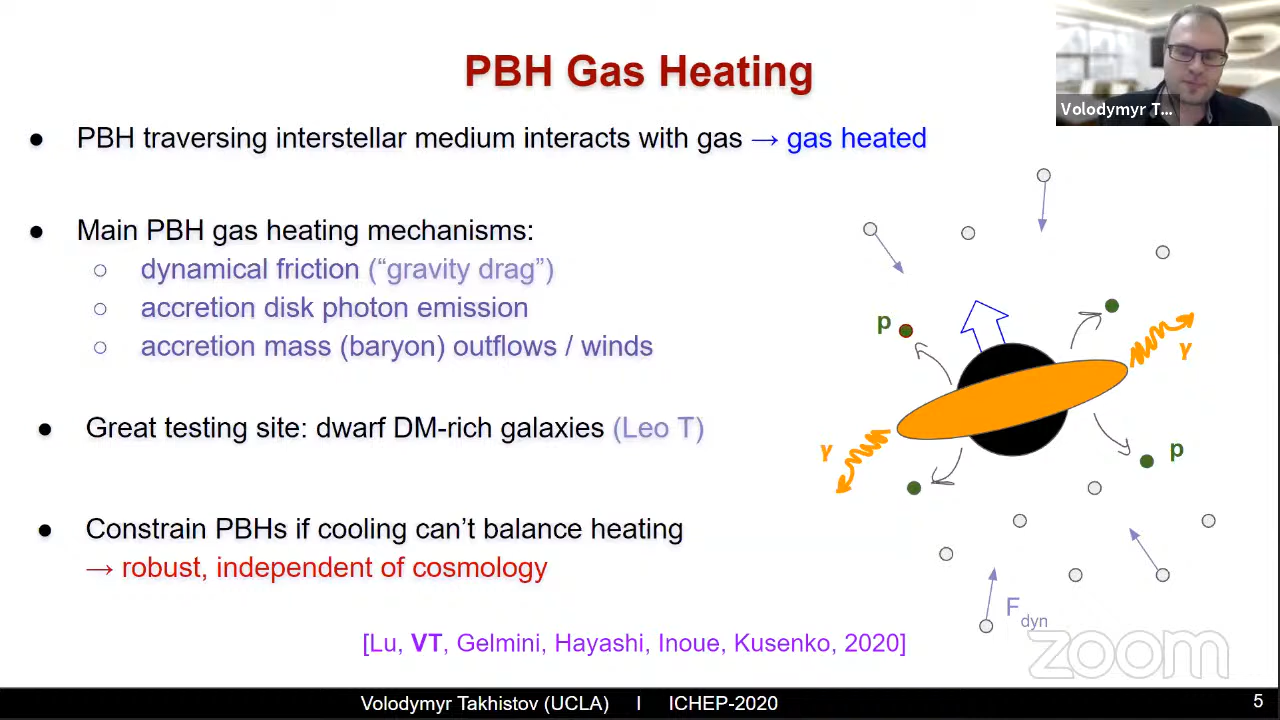 PBH Gas Heating
Volodymyr T...
● PBH traversing interstellar medium interacts with gas → gas heated
● Main PBH gas heating mechanisms:
○ dynamical friction (“gravity drag”)
○ accretion disk photon emission
○ accretion mass (baryon) outflows / winds
● Great testing site: dwarf DM-rich galaxies (Leo T)
● Constrain PBHs if cooling can’t balance heating
→ robust, independent of cosmology
p
γ
γ
p
F dyn
[Lu, VT, Gelmini, Hayashi, Inoue, Kusenko, 2020]
zoom
Volodymyr Takhistov (UCLA) I ICHEP-2020
5